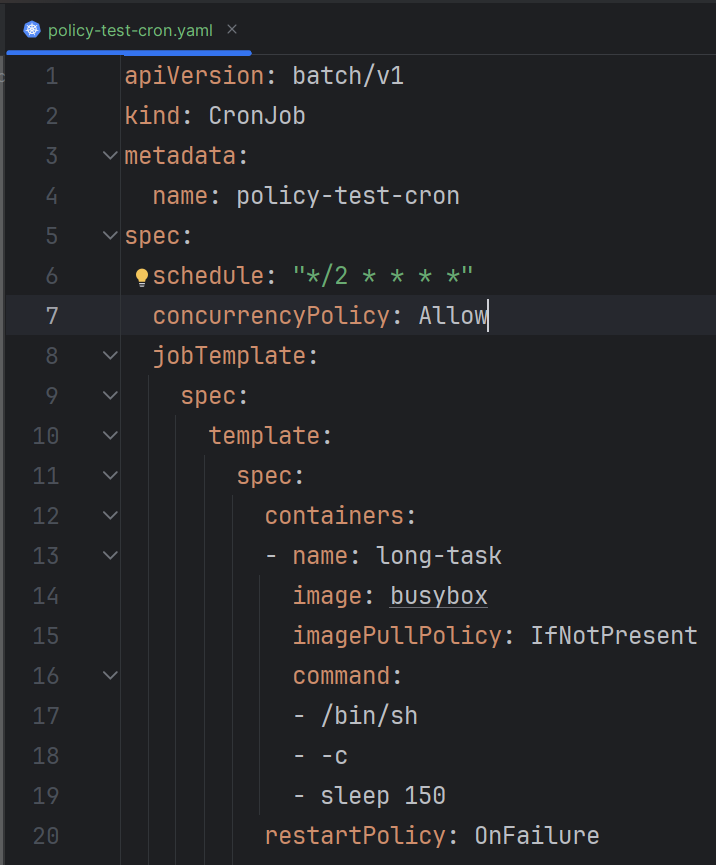 policy-test-cron.yaml
1 apiVersion: batch/v1
2 kind: CronJob
3 metadata:
4   name: policy-test-cron
5 spec:
6   schedule: "*/2 * * * *"
7   concurrencyPolicy: Allow
8   jobTemplate:
9     spec:
10       template:
11         spec:
12           containers:
13           - name: long-task
14             image: busybox
15             imagePullPolicy: IfNotPresent
16             command:
17             - /bin/sh
18             - -c
19             - sleep 150
20           restartPolicy: OnFailure